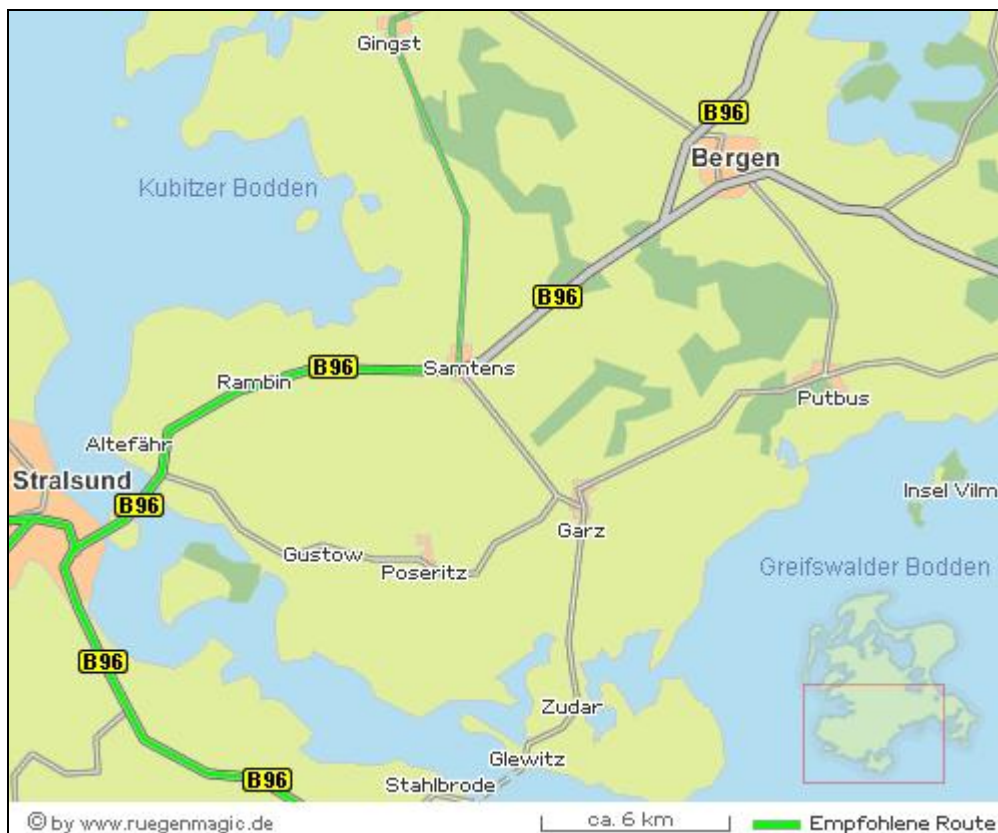 Gingst
B96
Bergen
Kubitzer Bodden
B96
Samtens
B96
Rambin
Putbus
Altefähr
Stralsund
B96
Insel Vilm
Garz
Gustow
Poseritz
Greifswalder Bodden
B96
Zudar
Glewitz
B96
Stahlbrode
© by www.ruegenmagic.de
ca. 6 km
Empfohlene Route